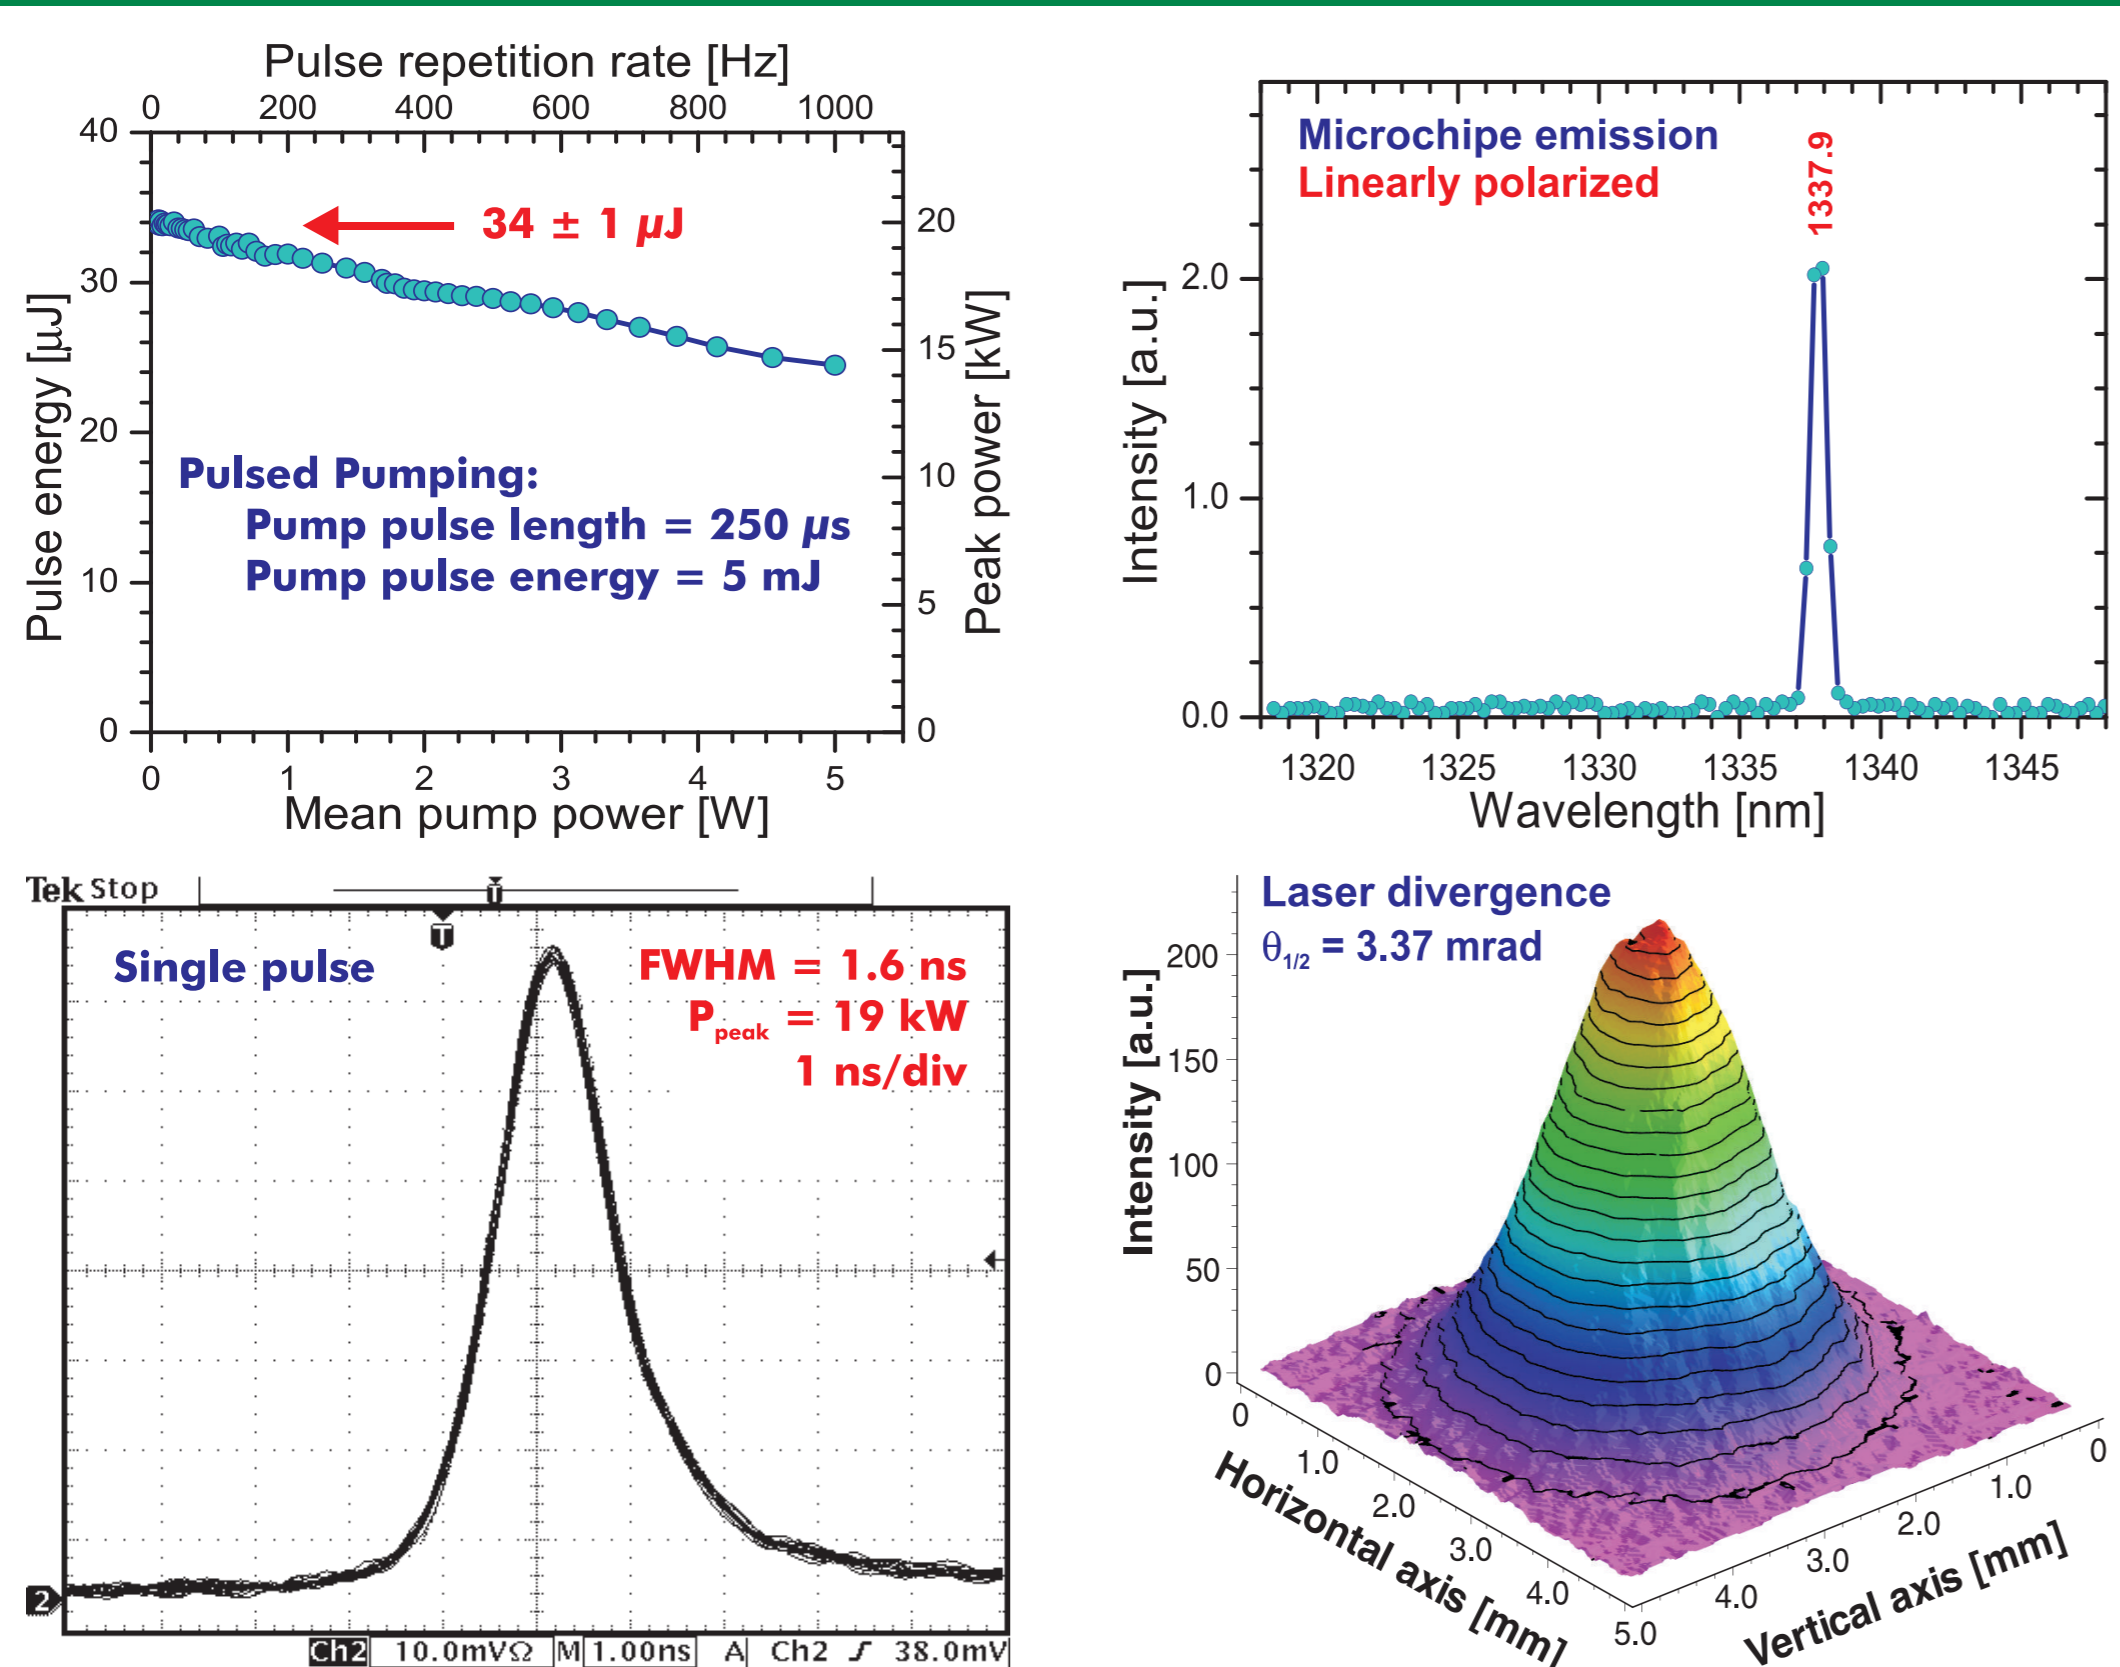 Pulse repetition rate [Hz]
0 200 400 600 800 1000
40
30
20
10
0
Pulse energy [µJ]
34 ± 1 µJ
Pulsed Pumping:
Pump pulse length = 250 µs
Pump pulse energy = 5 mJ
20
15
10
5
0
Peak power [kW]
0 1 2 3 4 5
Mean pump power [W]
Microchipe emission
Linearly polarized
1337.9
2.0
1.0
0.0
Intensity [a.u.]
1320 1325 1330 1335 1340 1345
Wavelength [nm]
Tek Stop
T
T
Single pulse
FWHM = 1.6 ns
Ppeak = 19 kW
1 ns/div
2
Ch2 10.0mVΩ M 1.00ns A Ch2 ʃ 38.0mV
Laser divergence
θ1/2 = 3.37 mrad
200
150
100
50
0
Intensity [a.u.]
0 1.0 2.0 3.0 4.0 5.0
Horizontal axis [mm]
4.0 3.0 2.0 1.0 0
Vertical axis [mm]